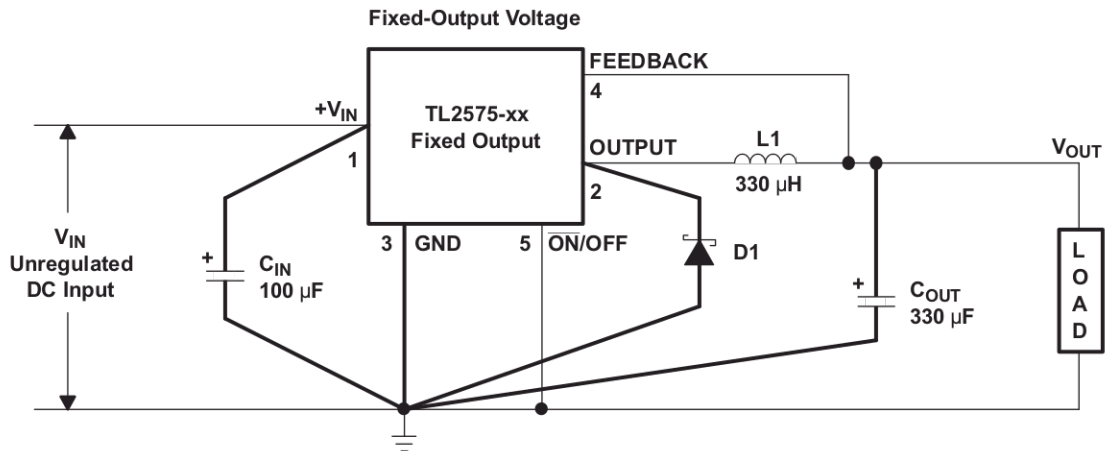 Fixed-Output Voltage
FEEDBACK
4
+VIN
TL2575-xx
Fixed Output
1
OUTPUT
2
L1
330 µH
VOUT
3 GND
5 ON/OFF
VIN
Unregulated
DC Input
+
CIN
100 µF
D1
+
COUT
330 µF
LOAD